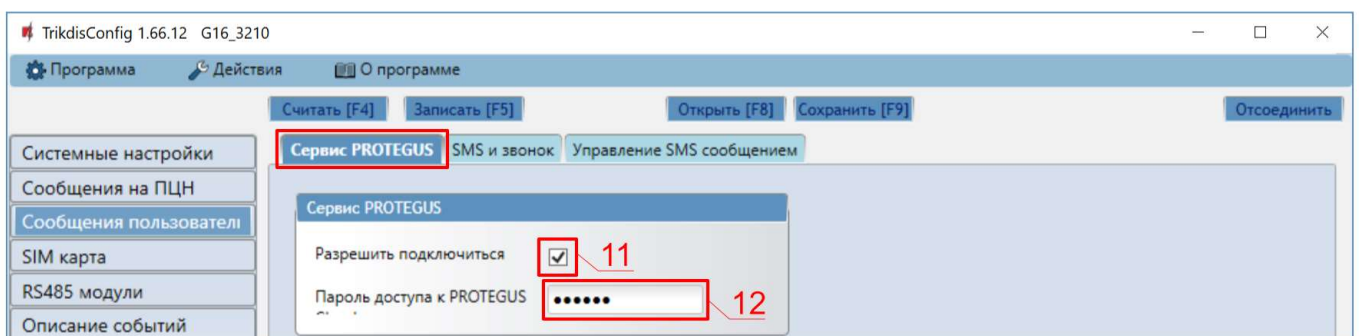 TrikdisConfig 1.66.12 G16_3210
Программа Действия О программе
Считать [F4] Записать [F5] Открыть [F8] Сохранить [F9] Отсоединить
Системные настройки
Сообщения на ПЦН
Сообщения пользователю
SIM карта
RS485 модули
Описание событий
Сервис PROTEGUS SMS и звонок Управление SMS сообщением
Сервис PROTEGUS
Разрешить подключиться
11
Пароль доступа к PROTEGUS
••••••
12